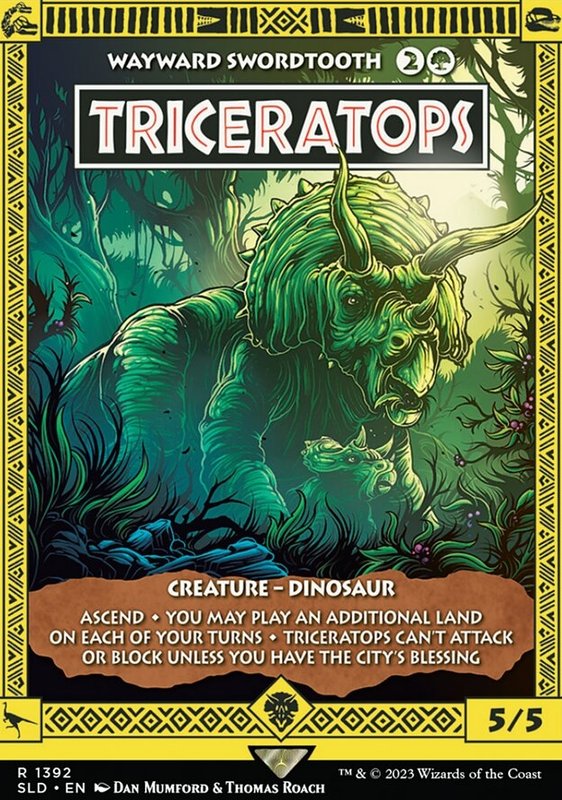 WAYWARD SWORDTOOTH 2
TRICERATOPS
CREATURE – DINOSAUR
ASCEND • YOU MAY PLAY AN ADDITIONAL LAND
ON EACH OF YOUR TURNS • TRICERATOPS CAN'T ATTACK
OR BLOCK UNLESS YOU HAVE THE CITY'S BLESSING
5/5
R 1392
SLD • EN DAN MUMFORD & THOMAS ROACH
™ & © 2023 Wizards of the Coast